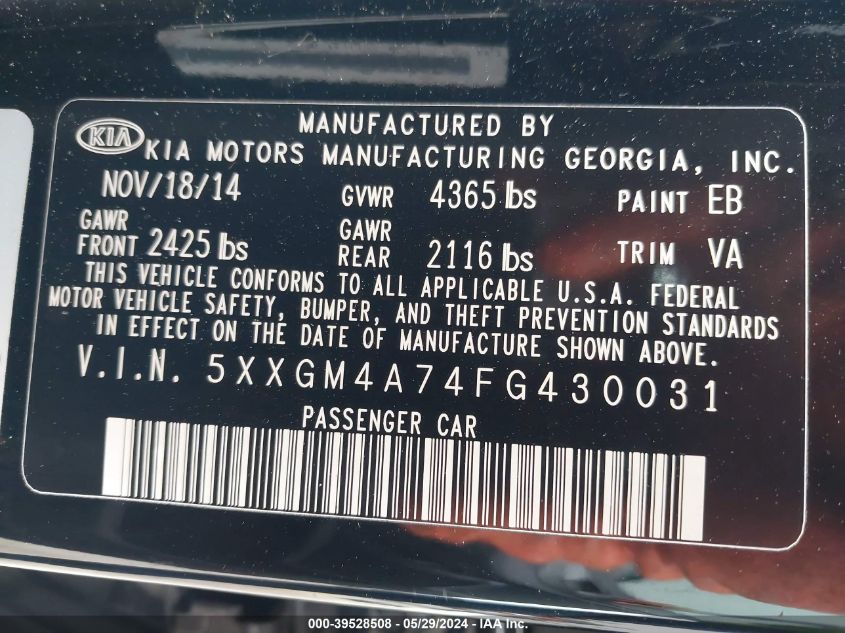 KIA
MANUFACTURED BY
KIA MOTORS MANUFACTURING GEORGIA, INC.
NOV/18/14 GVWR 4365 lbs PAINT EB
GAWR FRONT 2425 lbs GAWR REAR 2116 lbs TRIM VA
THIS VEHICLE CONFORMS TO ALL APPLICABLE U.S.A. FEDERAL
MOTOR VEHICLE SAFETY, BUMPER, AND THEFT PREVENTION STANDARDS
IN EFFECT ON THE DATE OF MANUFACTURE SHOWN ABOVE.
V.I.N. 5XXGM4A74FG430031
PASSENGER CAR
000-39528508 - 05/29/2024 - IAA Inc.